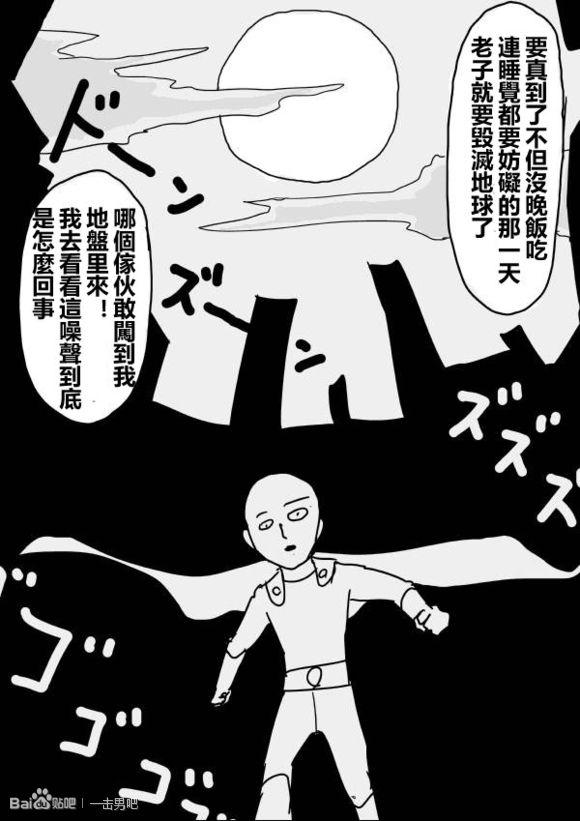 要真到了不但沒晚飯吃
連睡覺都要妨礙的那一天
老子就要毀滅地球了
ドーン
哪個傢伙敢闖到我
地盤里來！
我去看看這噪聲到底
是怎麼回事
ズーン
ズズズ
ゴゴゴゴ
Bai du 贴吧 | 一击男吧